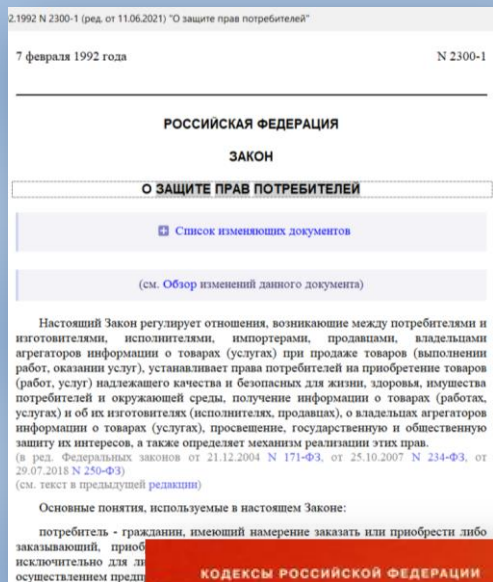 2.1992 N 2300-1 (ред. от 11.06.2021) "О защите прав потребителей"
7 февраля 1992 года N 2300-1
РОССИЙСКАЯ ФЕДЕРАЦИЯ
ЗАКОН
О ЗАЩИТЕ ПРАВ ПОТРЕБИТЕЛЕЙ
Список изменяющих документов
(см. Обзор изменений данного документа)
Настоящий Закон регулирует отношения, возникающие между потребителями и
изготовителями, исполнителями, импортерами, продавцами, владельцами
агрегаторов информации о товарах (услугах) при продаже товаров (выполнении
работ, оказании услуг), устанавливает права потребителей на приобретение товаров
(работ, услуг) надлежащего качества и безопасных для жизни, здоровья, имущества
потребителей и окружающей среды, получение информации о товарах (работах,
услугах) и об их изготовителях (исполнителях, продавцах), о владельцах агрегаторов
информации о товарах (услугах), просвещение, государственную и общественную
защиту их интересов, а также определяет механизм реализации этих прав.
(в ред. Федеральных законов от 21.12.2004 N 171-ФЗ, от 25.10.2007 N 234-ФЗ, от
29.07.2018 N 250-ФЗ)
(см. текст в предыдущей редакции)
Основные понятия, используемые в настоящем Законе:
потребитель - гражданин, имеющий намерение заказать или приобрести либо
заказывающий, приоб
исключительно для ли
осуществлением предп
КОДЕКСЫ РОССИЙСКОЙ ФЕДЕРАЦИИ